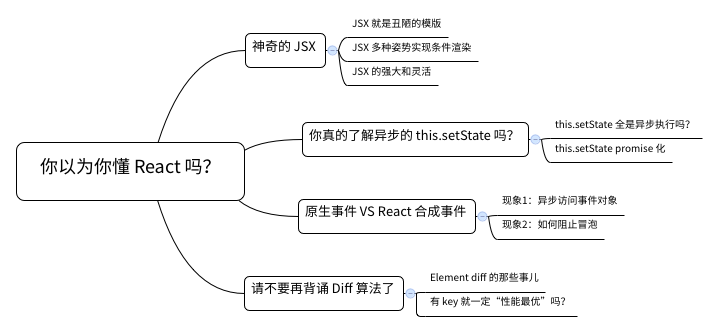 你以为你懂 React 吗？
神奇的 JSX
JSX 就是丑陋的模版
JSX 多种姿势实现条件渲染
JSX 的强大和灵活
你真的了解异步的 this.setState 吗？
this.setState 全是异步执行吗？
this.setState promise 化
原生事件 VS React 合成事件
现象1：异步访问事件对象
现象2：如何阻止冒泡
请不要再背诵 Diff 算法了
Element diff 的那些事儿
有 key 就一定“性能最优”吗？